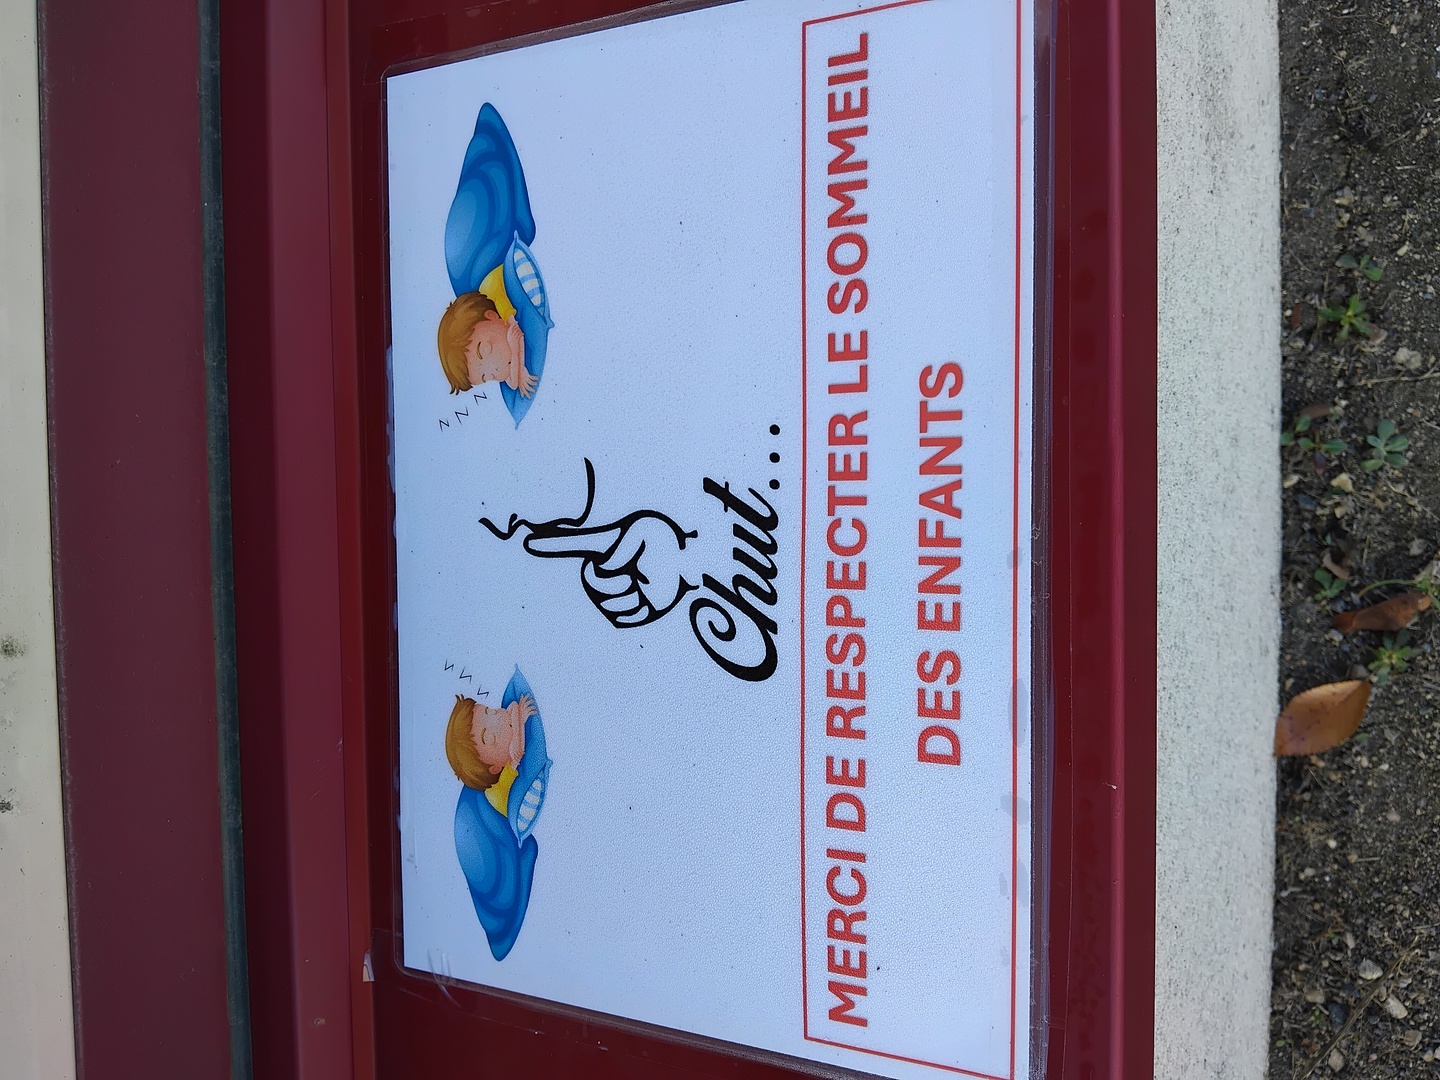 z z z
z z z
Chut...
MERCI DE RESPECTER LE SOMMEIL
DES ENFANTS